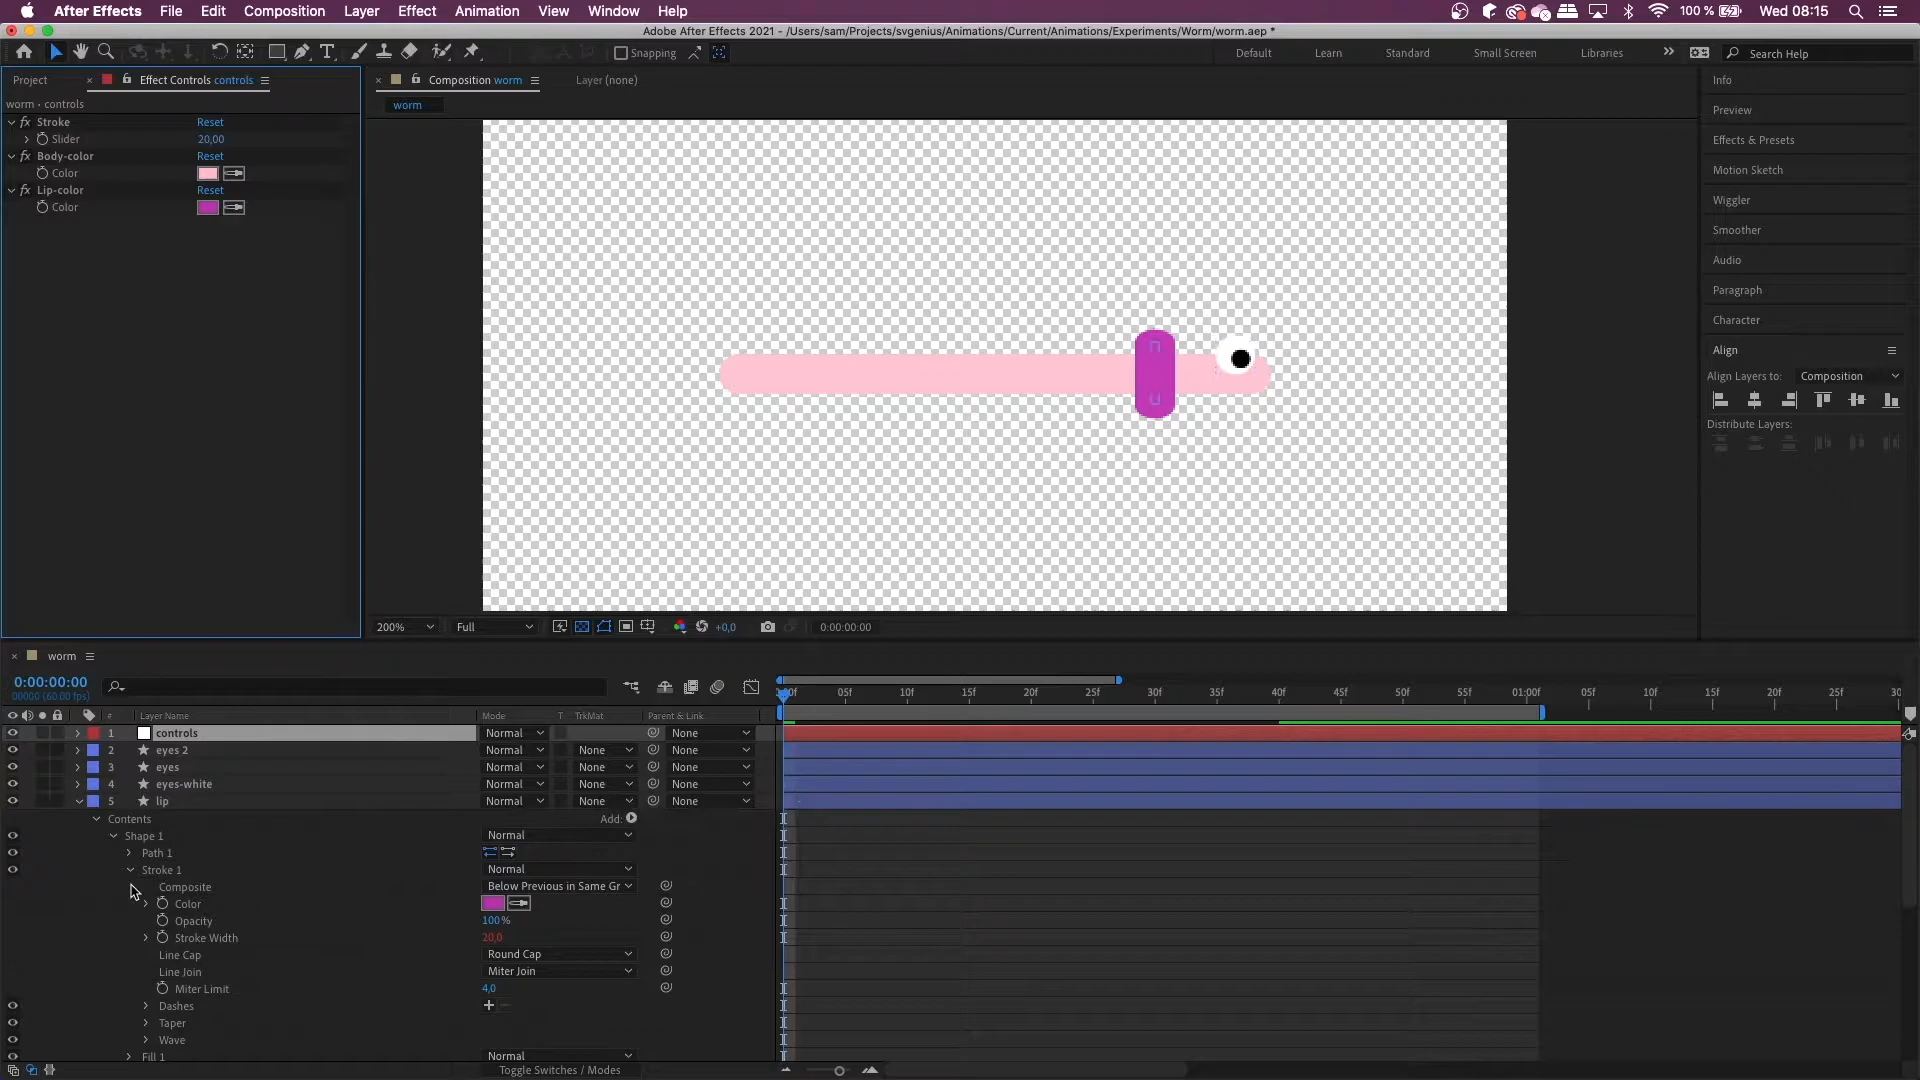 After Effects File Edit Composition Layer Effect Animation View Window Help 100 % Wed 08:15
Adobe After Effects 2021 - /Users/sam/Projects/svgenius/Animations/Current/Animations/Experiments/Worm/worm.aep *
Snapping Default Learn Standard Small Screen Libraries » Search Help
Project × Effect Controls controls × Composition worm Layer (none) Info
worm • controls worm
Preview
fx Stroke Reset
Slider 20,00
Effects & Presets
fx Body-color Reset
Color
Motion Sketch
fx Lip-color Reset
Color
Wiggler
Smoother
Audio
Paragraph
Character
Align
Align Layers to: Composition
Distribute Layers:
200% Full +0,0 0:00:00:00
× worm
0:00:00:00
00000 (60.00 fps)
05f 10f 15f 20f 25f 30f 35f 40f 45f 50f 55f 01:00f 05f 10f 15f 20f 25f 30
# Layer Name Mode T TrkMat Parent & Link
1 controls Normal None
2 eyes 2 Normal None None
3 eyes Normal None None
4 eyes-white Normal None None
5 lip Normal None None
Contents Add:
Shape 1 Normal
Path 1
Stroke 1 Normal
Composite Below Previous in Same Gr
Color
Opacity 100%
Stroke Width 20,0
Line Cap Round Cap
Line Join Miter Join
Miter Limit 4,0
Dashes + −
Taper
Wave
Fill 1 Normal
Toggle Switches / Modes